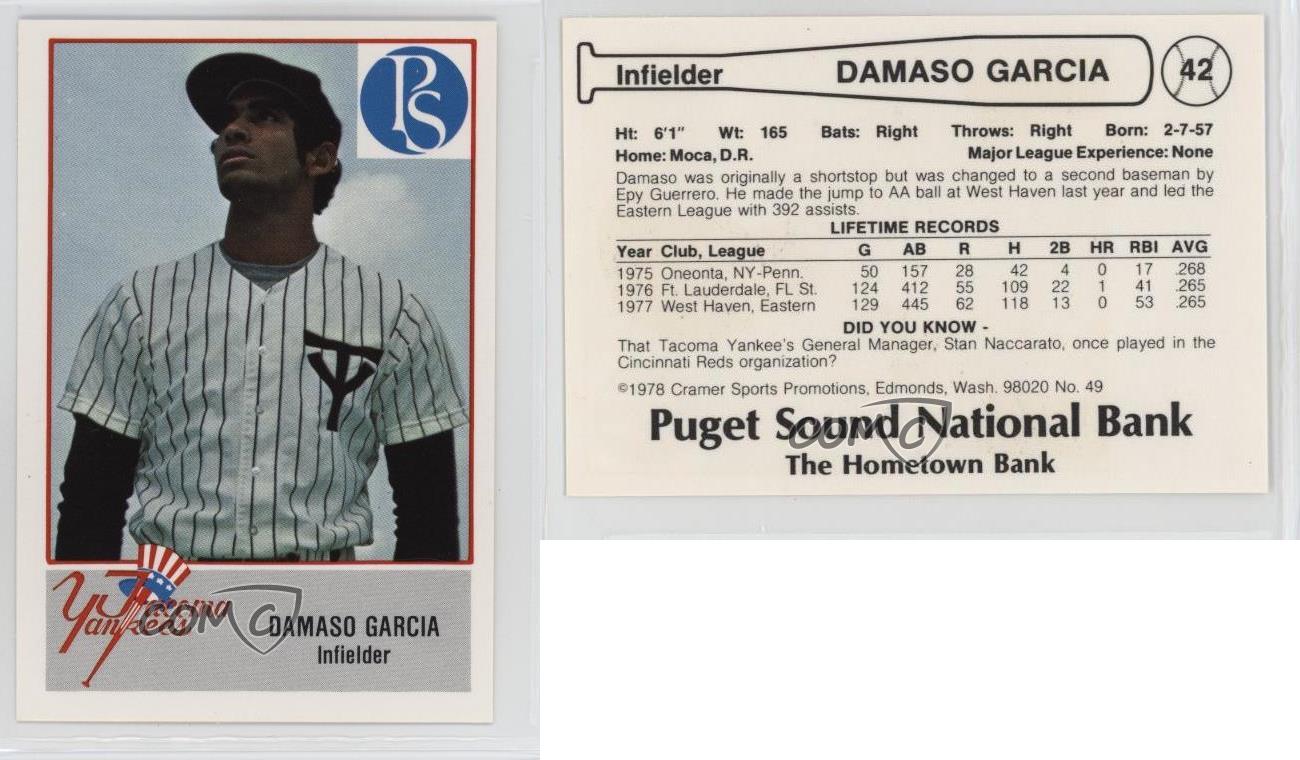 PS
TY
Tacoma
Yankees
COMC
DAMASO GARCIA
Infielder
Infielder DAMASO GARCIA 42
Ht: 6'1" Wt: 165 Bats: Right Throws: Right Born: 2-7-57
Home: Moca, D.R. Major League Experience: None
Damaso was originally a shortstop but was changed to a second baseman by
Epy Guerrero. He made the jump to AA ball at West Haven last year and led the
Eastern League with 392 assists.
LIFETIME RECORDS
Year Club, League G AB R H 2B HR RBI AVG
1975 Oneonta, NY-Penn. 50 157 28 42 4 0 17 .268
1976 Ft. Lauderdale, FL St. 124 412 55 109 22 1 41 .265
1977 West Haven, Eastern 129 445 62 118 13 0 53 .265
DID YOU KNOW -
That Tacoma Yankee's General Manager, Stan Naccarato, once played in the
Cincinnati Reds organization?
©1978 Cramer Sports Promotions, Edmonds, Wash. 98020 No. 49
Puget Sound National Bank
COMC
The Hometown Bank